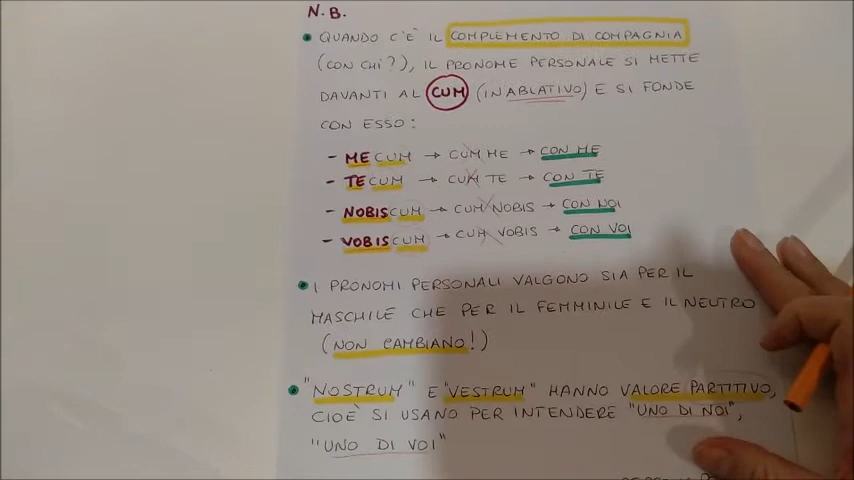 N.B.
• QUANDO C'È IL COMPLEMENTO DI COMPAGNIA
(CON CHI?), IL PRONOME PERSONALE SI METTE
DAVANTI AL CUM (IN ABLATIVO) E SI FONDE
CON ESSO:
- MECUM → CUM ME → CON ME
- TECUM → CUM TE → CON TE
- NOBISCUM → CUM NOBIS → CON NOI
- VOBISCUM → CUM VOBIS → CON VOI
• I PRONOMI PERSONALI VALGONO SIA PER IL
MASCHILE CHE PER IL FEMMINILE E IL NEUTRO
(NON CAMBIANO!)
• "NOSTRUM" E "VESTRUM" HANNO VALORE PARTITIVO,
CIOÈ SI USANO PER INTENDERE "UNO DI NOI",
"UNO DI VOI"